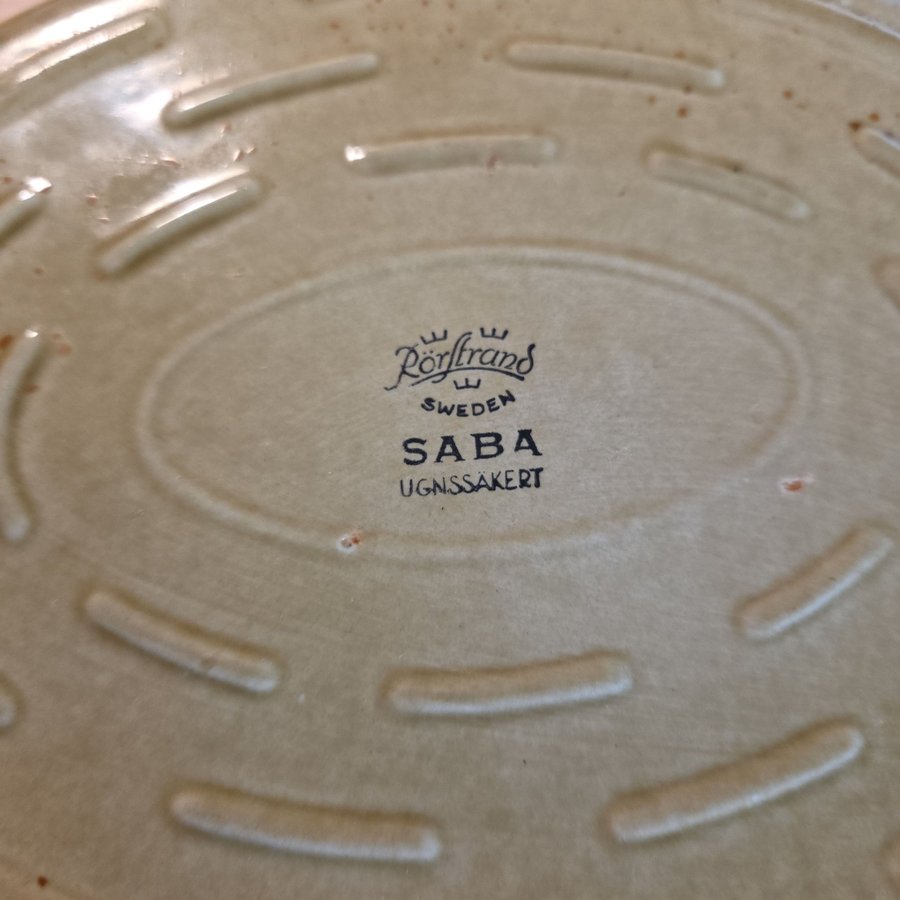 Rörstrand
SWEDEN
SABA
UGNSSÄKERT